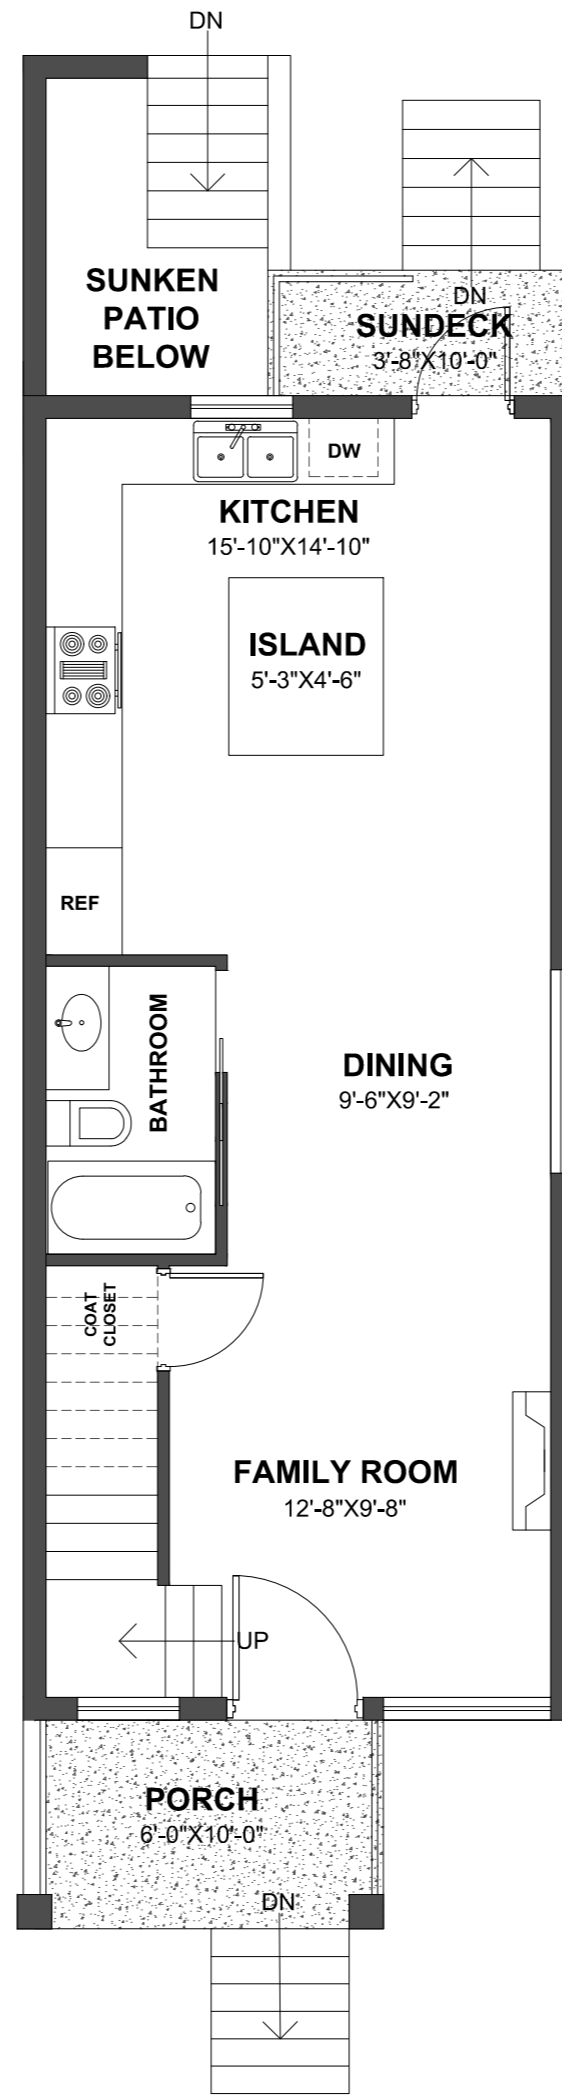 DN
SUNKEN
PATIO
BELOW
DN
SUNDECK
3'-8"X10'-0"
DW
KITCHEN
15'-10"X14'-10"
ISLAND
5'-3"X4'-6"
REF
BATHROOM
DINING
9'-6"X9'-2"
COAT
CLOSET
FAMILY ROOM
12'-8"X9'-8"
UP
PORCH
6'-0"X10'-0"
DN